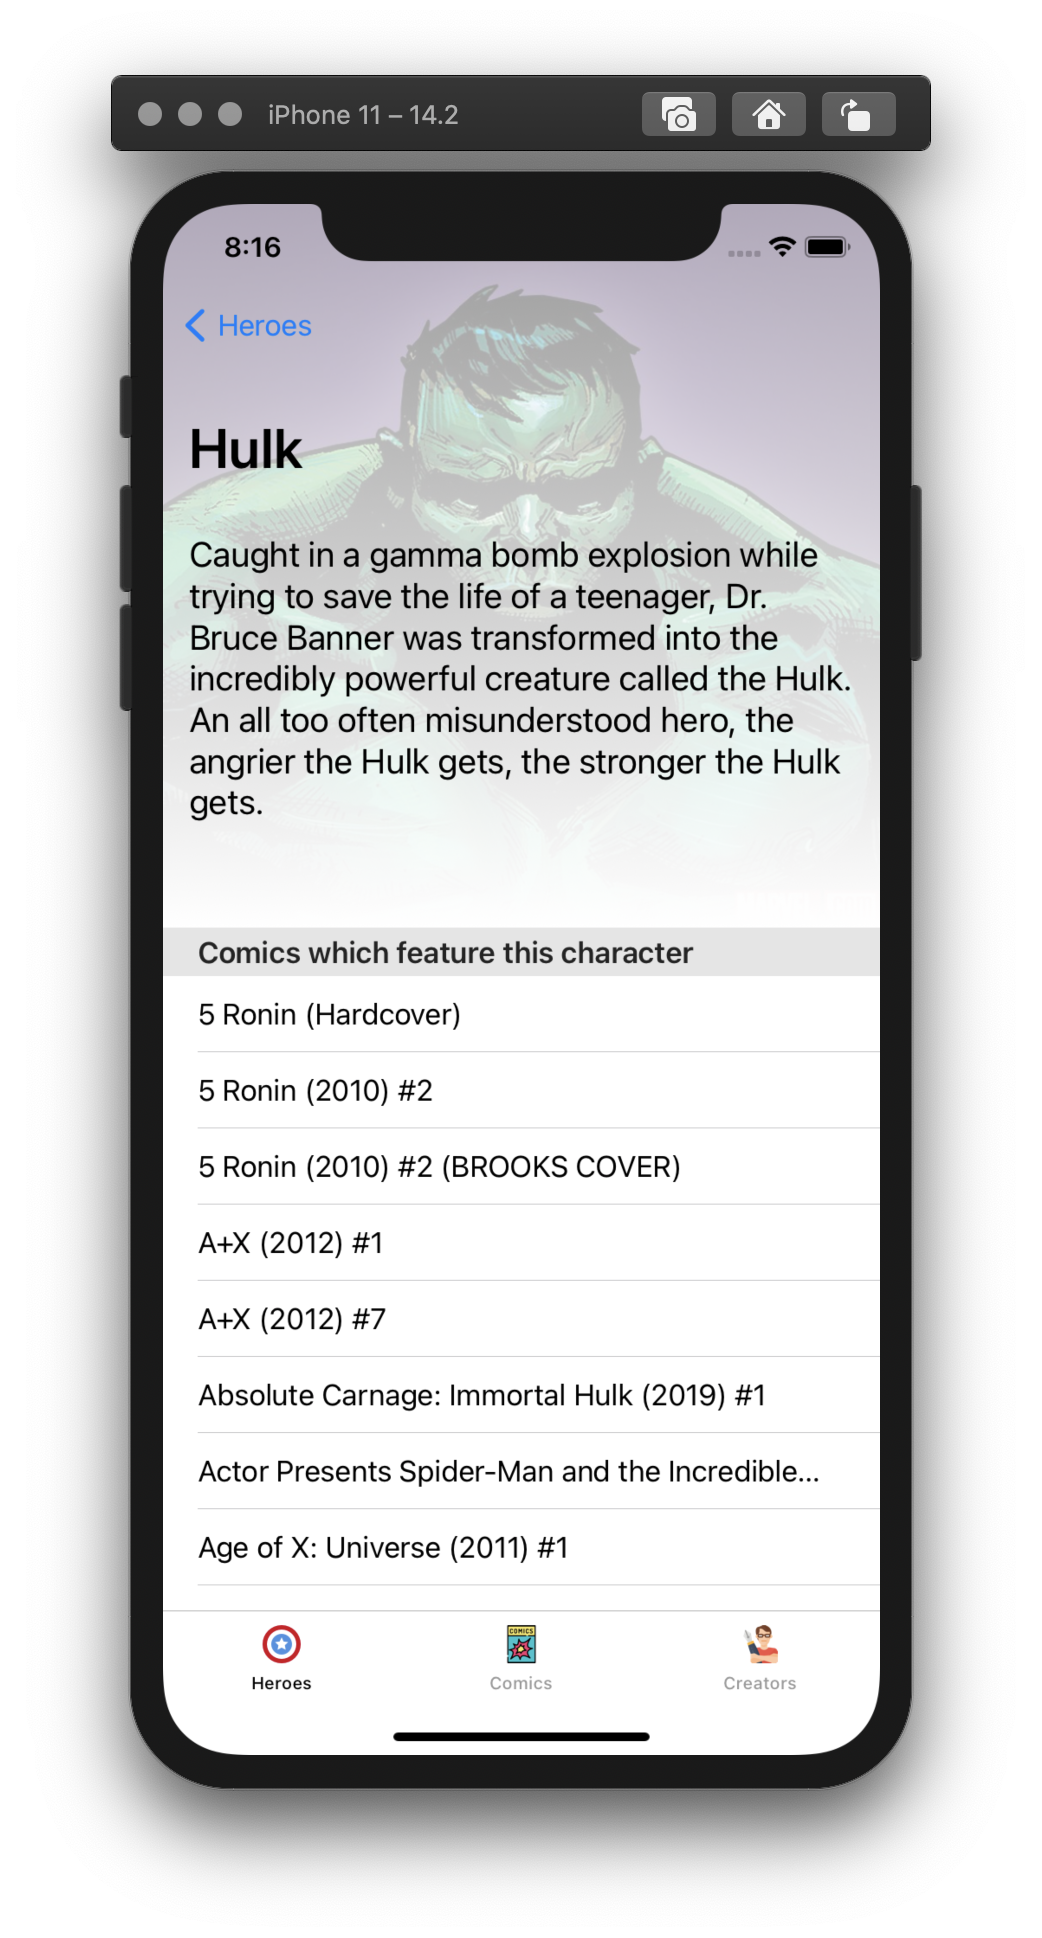 iPhone 11 – 14.2
8:16
Heroes
Hulk
Caught in a gamma bomb explosion while
trying to save the life of a teenager, Dr.
Bruce Banner was transformed into the
incredibly powerful creature called the Hulk.
An all too often misunderstood hero, the
angrier the Hulk gets, the stronger the Hulk
gets.
Comics which feature this character
5 Ronin (Hardcover)
5 Ronin (2010) #2
5 Ronin (2010) #2 (BROOKS COVER)
A+X (2012) #1
A+X (2012) #7
Absolute Carnage: Immortal Hulk (2019) #1
Actor Presents Spider-Man and the Incredible...
Age of X: Universe (2011) #1
COMICS
Heroes
Comics
Creators